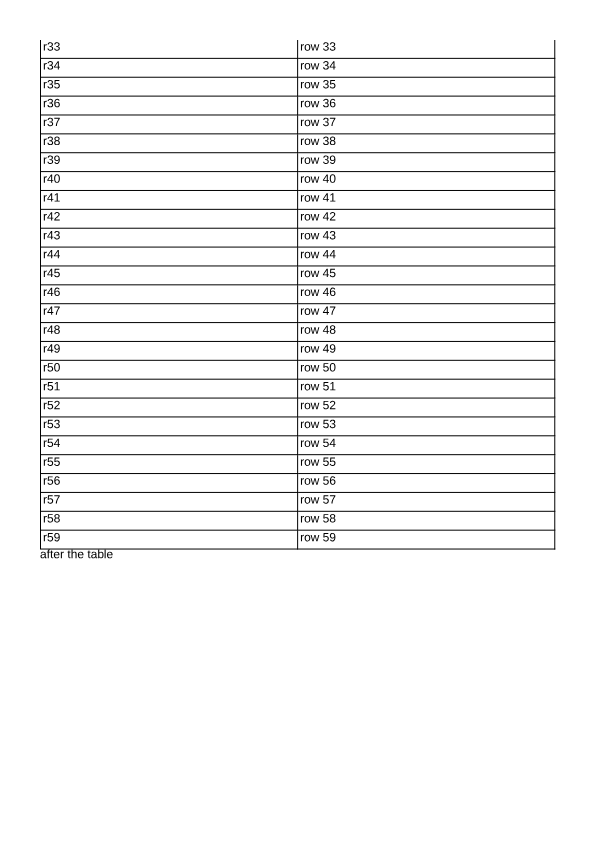 r33 row 33
r34 row 34
r35 row 35
r36 row 36
r37 row 37
r38 row 38
r39 row 39
r40 row 40
r41 row 41
r42 row 42
r43 row 43
r44 row 44
r45 row 45
r46 row 46
r47 row 47
r48 row 48
r49 row 49
r50 row 50
r51 row 51
r52 row 52
r53 row 53
r54 row 54
r55 row 55
r56 row 56
r57 row 57
r58 row 58
r59 row 59
after the table